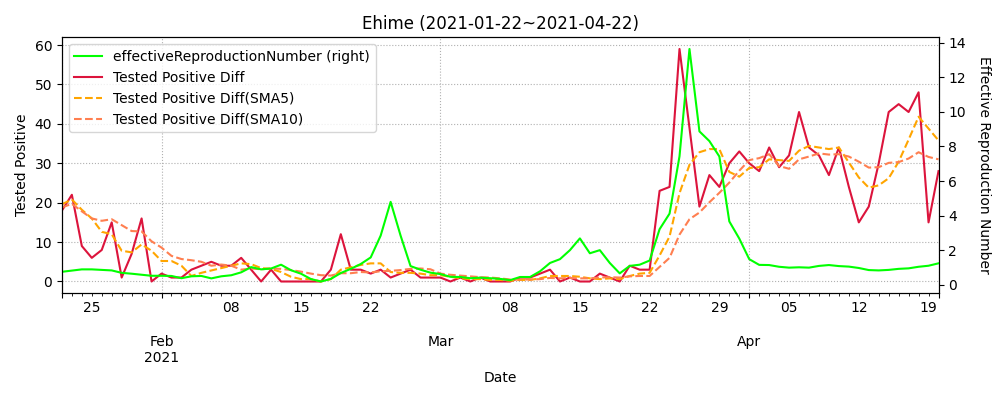 Ehime (2021-01-22~2021-04-22)
effectiveReproductionNumber (right)
Tested Positive Diff
Tested Positive Diff(SMA5)
Tested Positive Diff(SMA10)
Tested Positive
60
50
40
30
20
10
0
14
12
10
8
6
4
2
0
Effective Reproduction Number
25 08 15 22 08 15 22 29 05 12 19
Feb Mar Apr
2021
Date